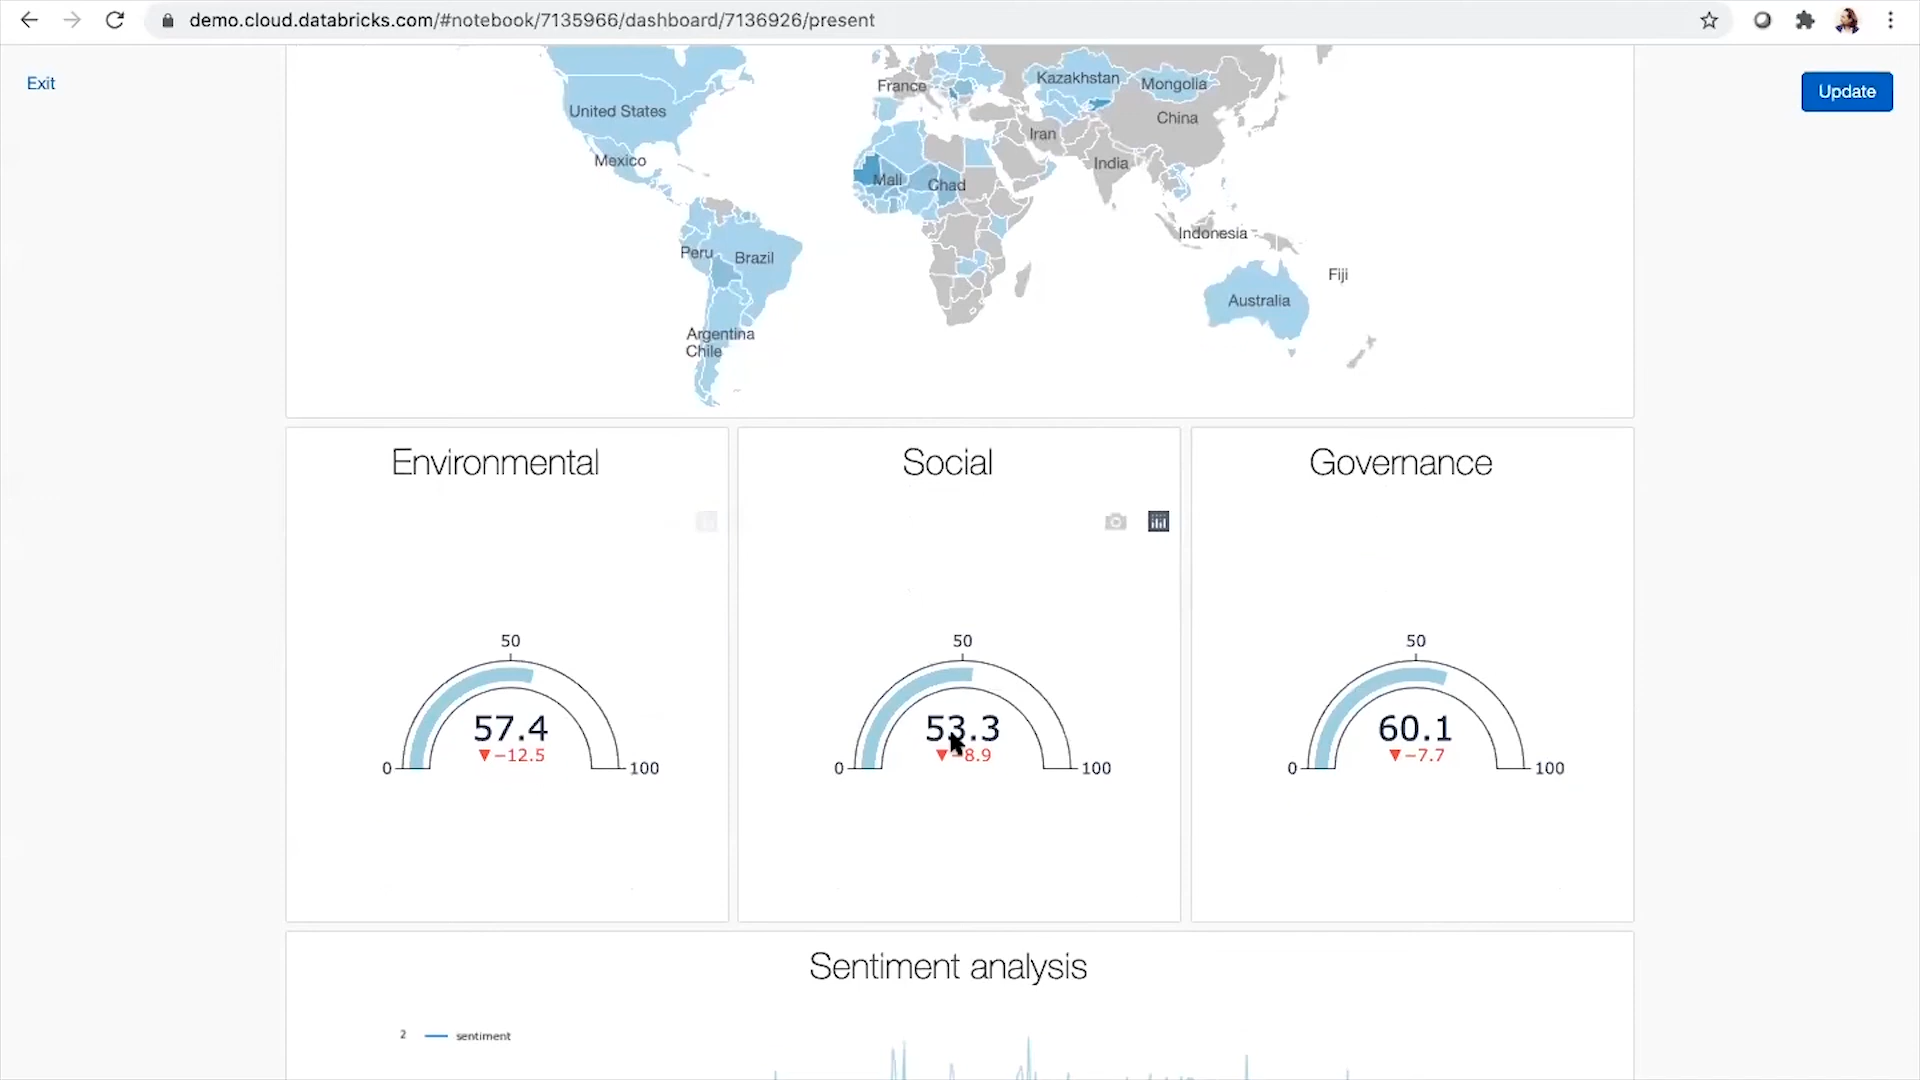 demo.cloud.databricks.com/#notebook/7135966/dashboard/7136926/present
Exit
Update
United States
Mexico
Peru
Brazil
Argentina
Chile
France
Mali
Chad
Kazakhstan
Mongolia
China
Iran
India
Indonesia
Fiji
Australia
Environmental
50
57.4
▼−12.5
0
100
Social
50
53.3
▼−8.9
0
100
Governance
50
60.1
▼−7.7
0
100
Sentiment analysis
2
sentiment